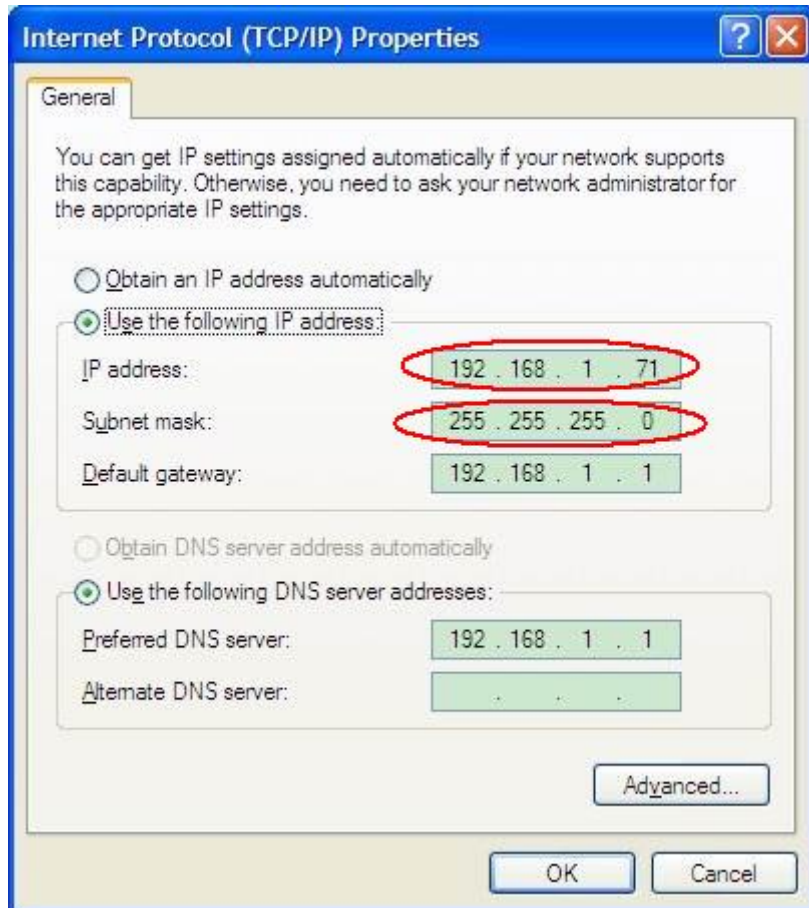 Internet Protocol (TCP/IP) Properties
General
You can get IP settings assigned automatically if your network supports
this capability. Otherwise, you need to ask your network administrator for
the appropriate IP settings.
Obtain an IP address automatically
Use the following IP address:
IP address: 192 . 168 . 1 . 71
Subnet mask: 255 . 255 . 255 . 0
Default gateway: 192 . 168 . 1 . 1
Obtain DNS server address automatically
Use the following DNS server addresses:
Preferred DNS server: 192 . 168 . 1 . 1
Alternate DNS server: . . .
Advanced...
OK Cancel